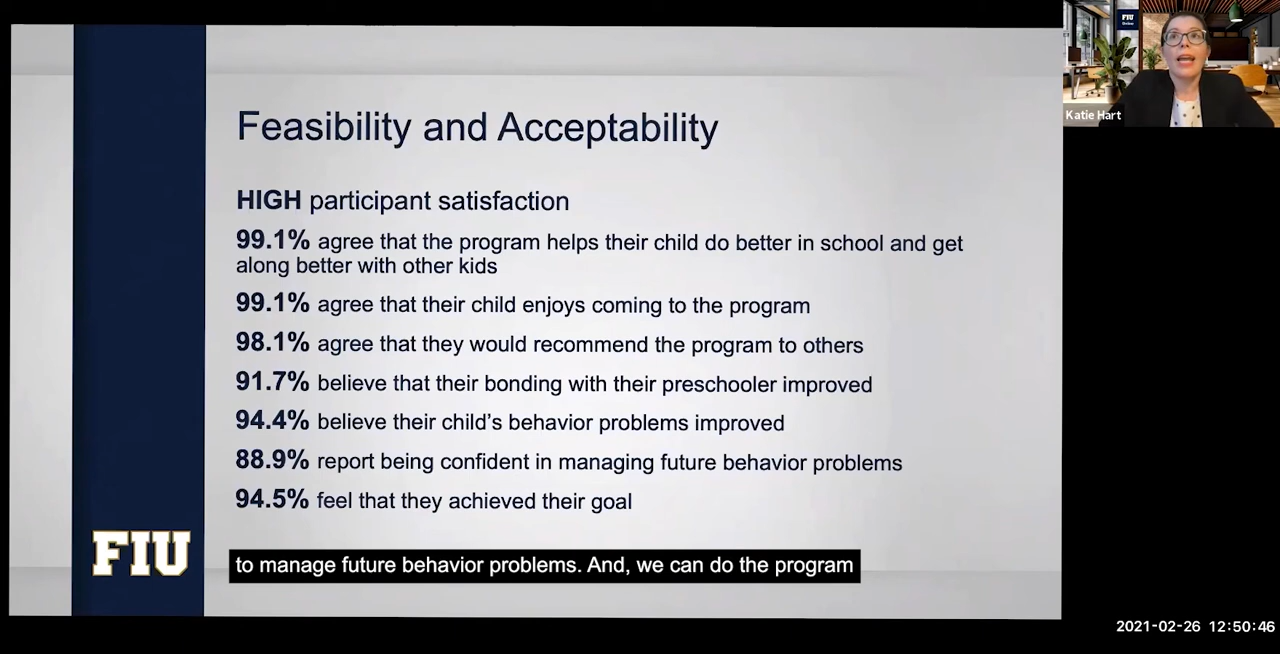 Feasibility and Acceptability
HIGH participant satisfaction
99.1% agree that the program helps their child do better in school and get
along better with other kids
99.1% agree that their child enjoys coming to the program
98.1% agree that they would recommend the program to others
91.7% believe that their bonding with their preschooler improved
94.4% believe their child's behavior problems improved
88.9% report being confident in managing future behavior problems
94.5% feel that they achieved their goal
FIU
to manage future behavior problems. And, we can do the program
FIU
Katie Hart
2021-02-26 12:50:46